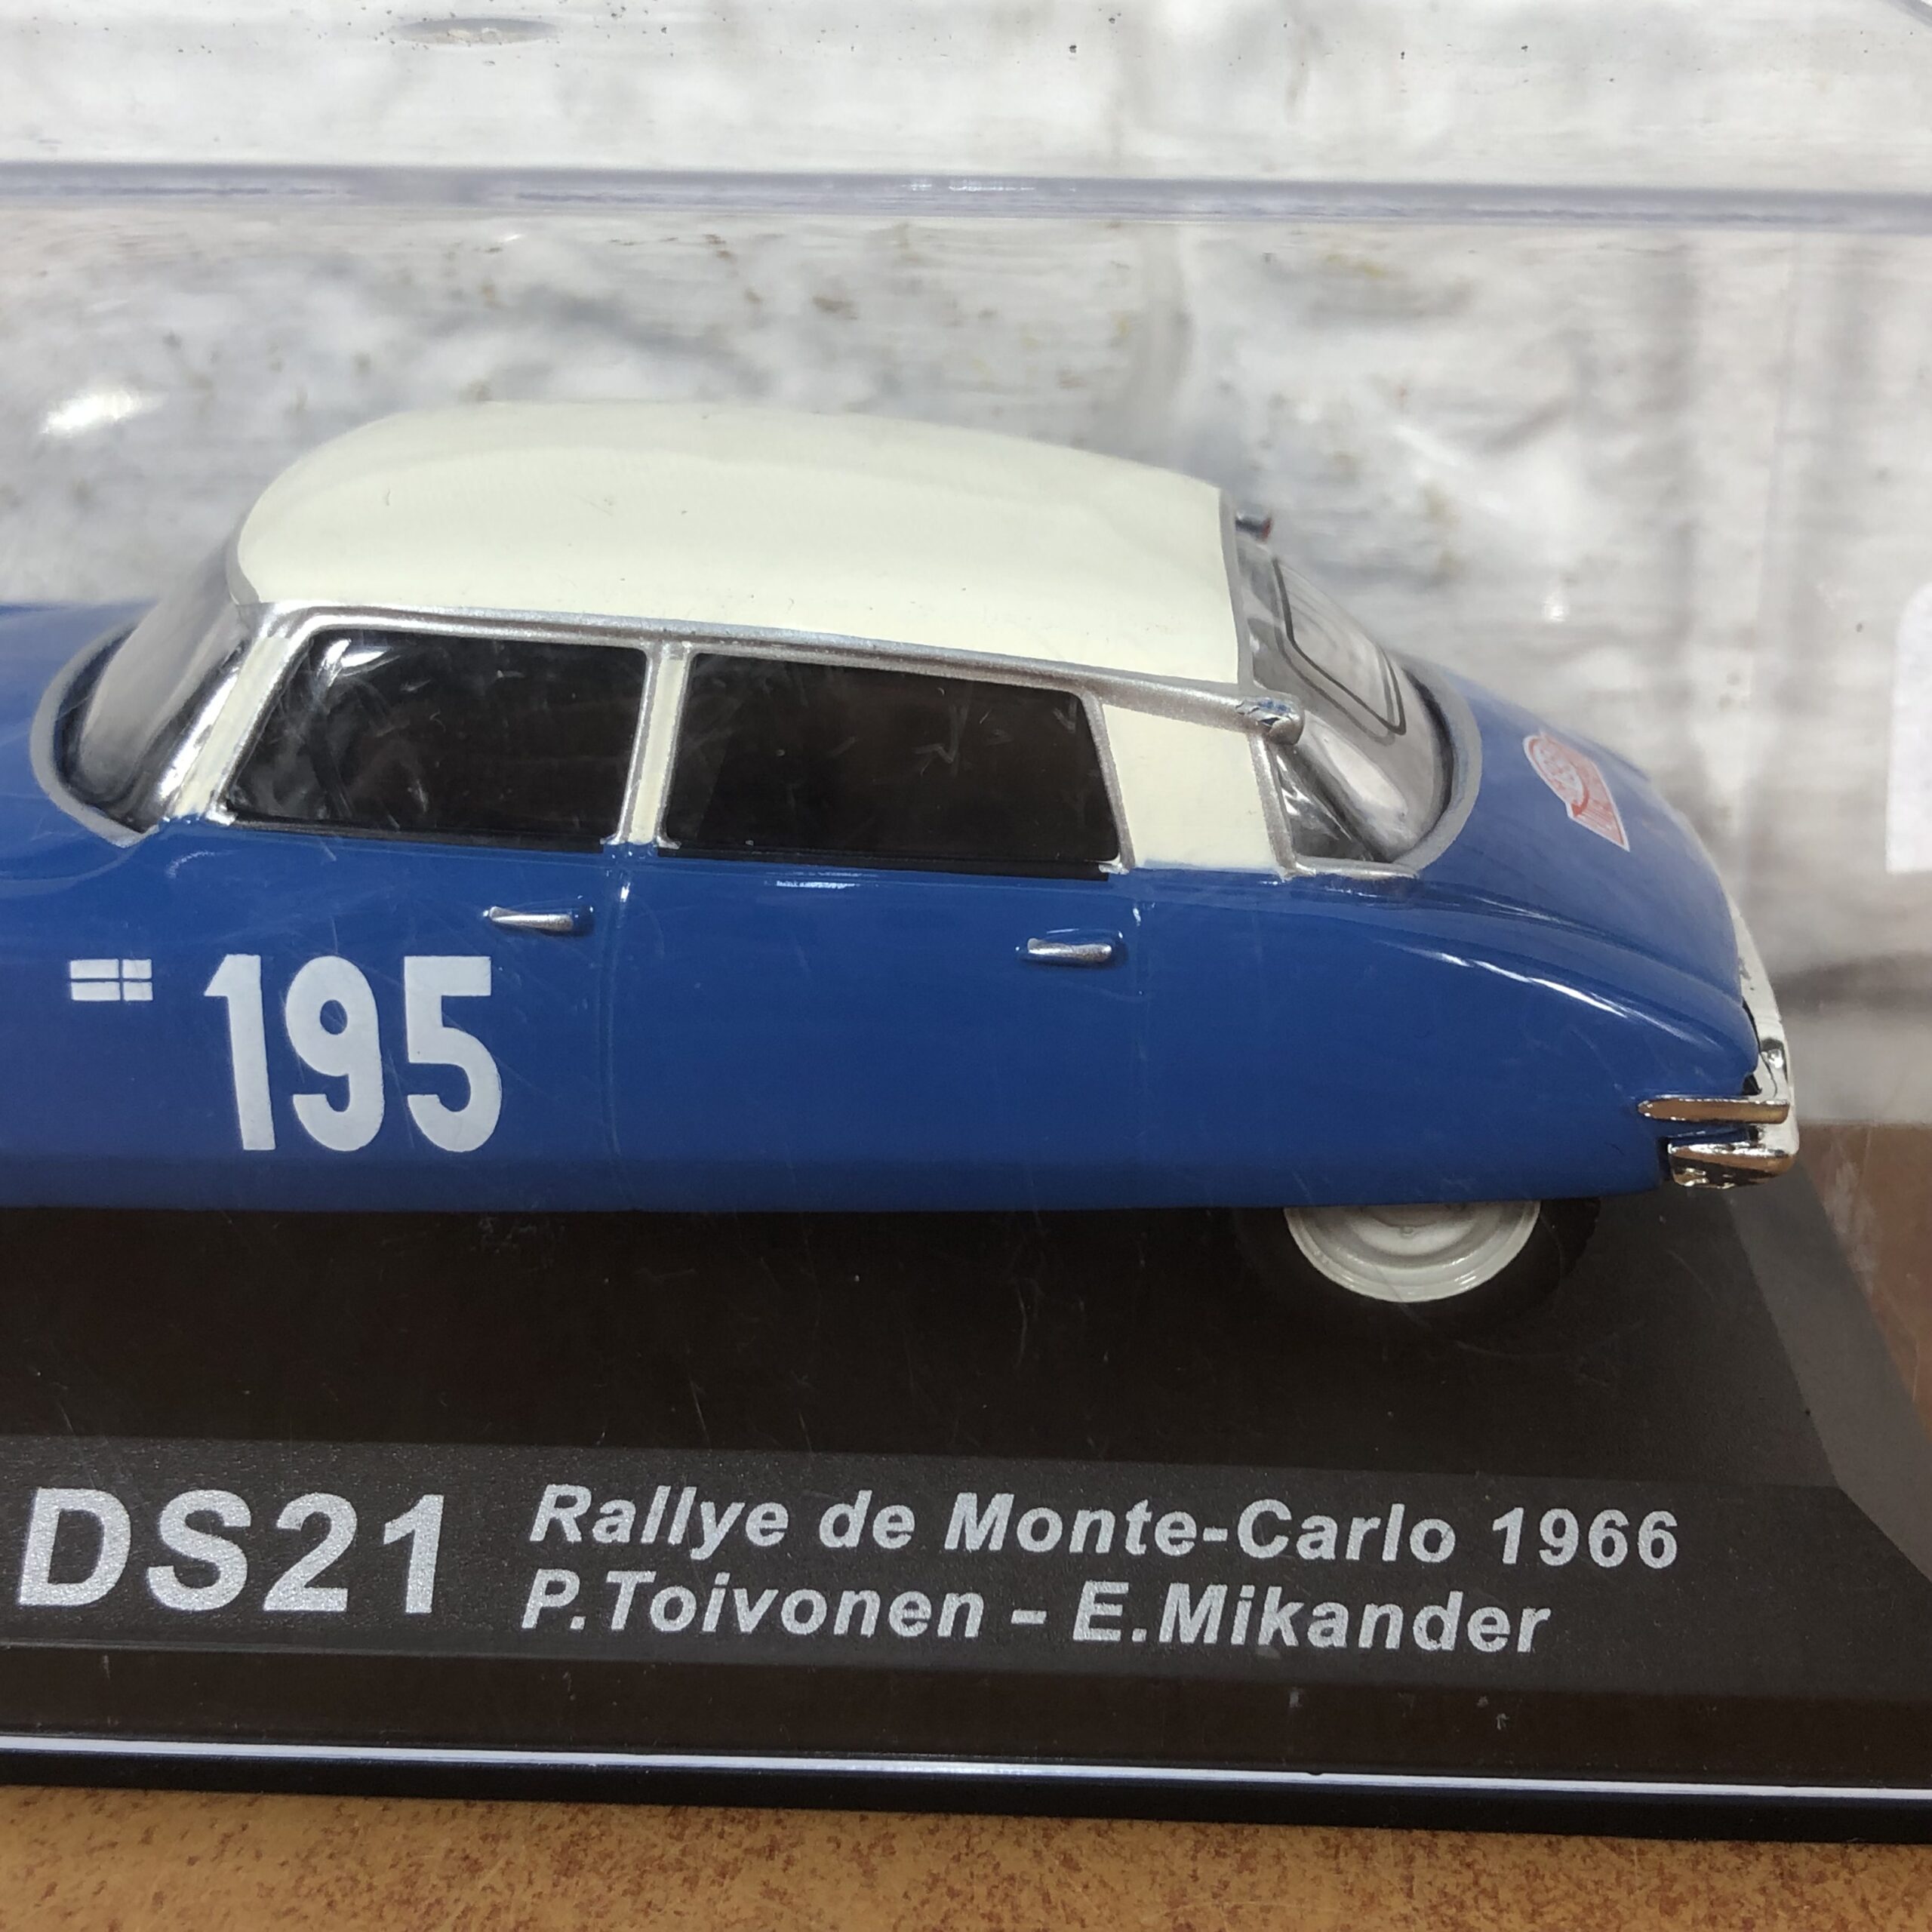 195
DS21
Rallye de Monte-Carlo 1966
P.Toivonen - E.Mikander